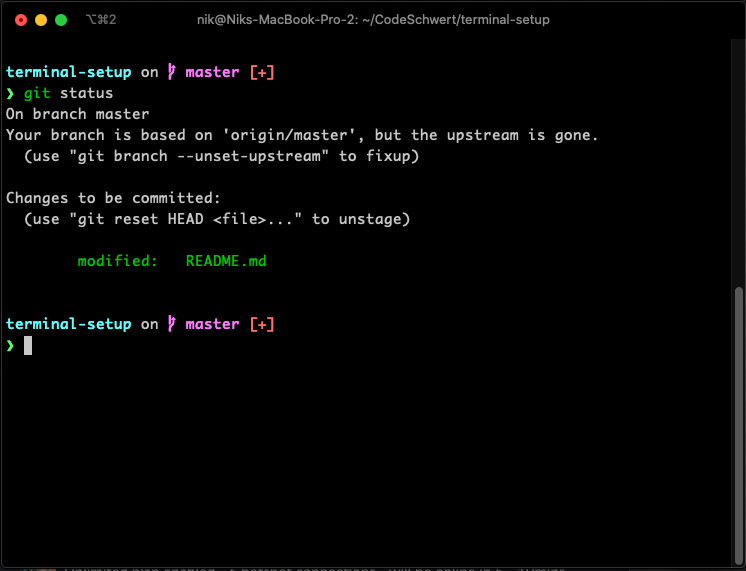 ⌥⌘2 nik@Niks-MacBook-Pro-2: ~/CodeSchwert/terminal-setup
terminal-setup on master [+]
❯ git status
On branch master
Your branch is based on 'origin/master', but the upstream is gone.
(use "git branch --unset-upstream" to fixup)
Changes to be committed:
(use "git reset HEAD <file>..." to unstage)
modified: README.md
terminal-setup on master [+]
❯